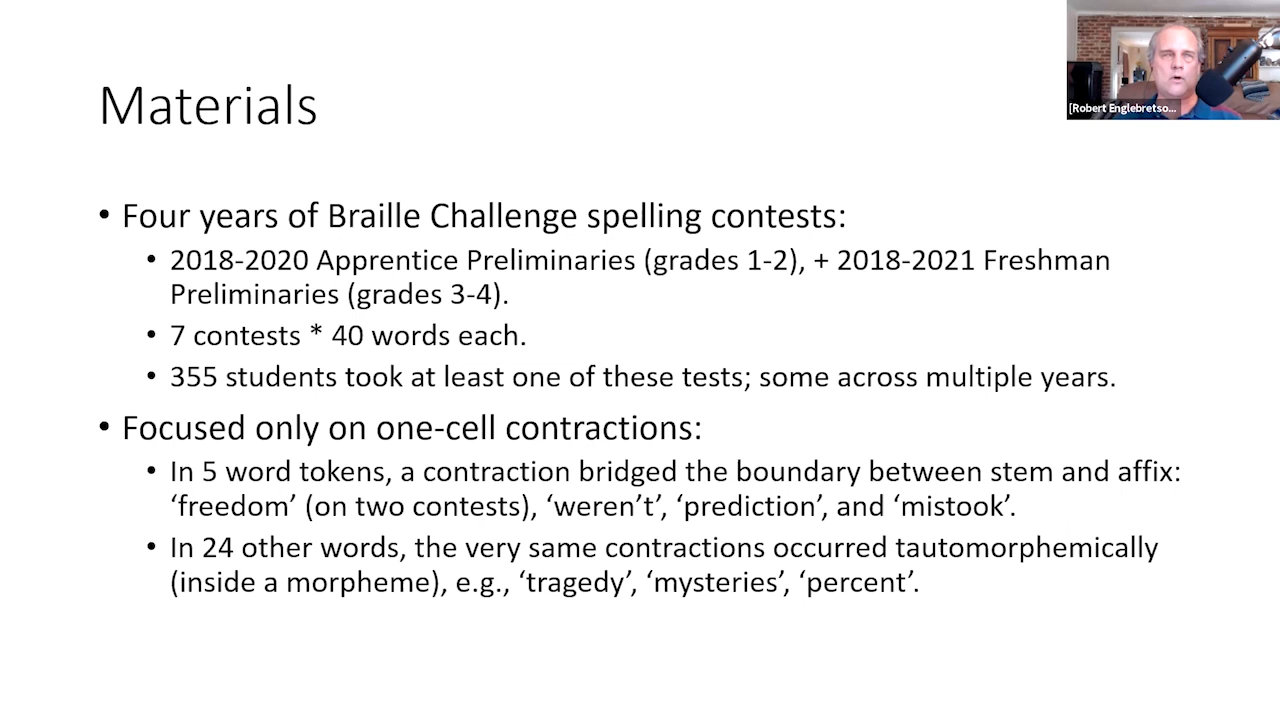 Materials
[Robert Englebretso...
• Four years of Braille Challenge spelling contests:
• 2018-2020 Apprentice Preliminaries (grades 1-2), + 2018-2021 Freshman
Preliminaries (grades 3-4).
• 7 contests * 40 words each.
• 355 students took at least one of these tests; some across multiple years.
• Focused only on one-cell contractions:
• In 5 word tokens, a contraction bridged the boundary between stem and affix:
‘freedom’ (on two contests), ‘weren’t’, ‘prediction’, and ‘mistook’.
• In 24 other words, the very same contractions occurred tautomorphemically
(inside a morpheme), e.g., ‘tragedy’, ‘mysteries’, ‘percent’.